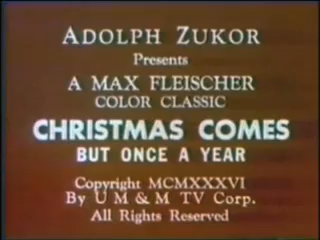 ADOLPH ZUKOR
Presents
A MAX FLEISCHER
COLOR CLASSIC
CHRISTMAS COMES
BUT ONCE A YEAR
Copyright MCMXXXVI
By U M & M TV Corp.
All Rights Reserved